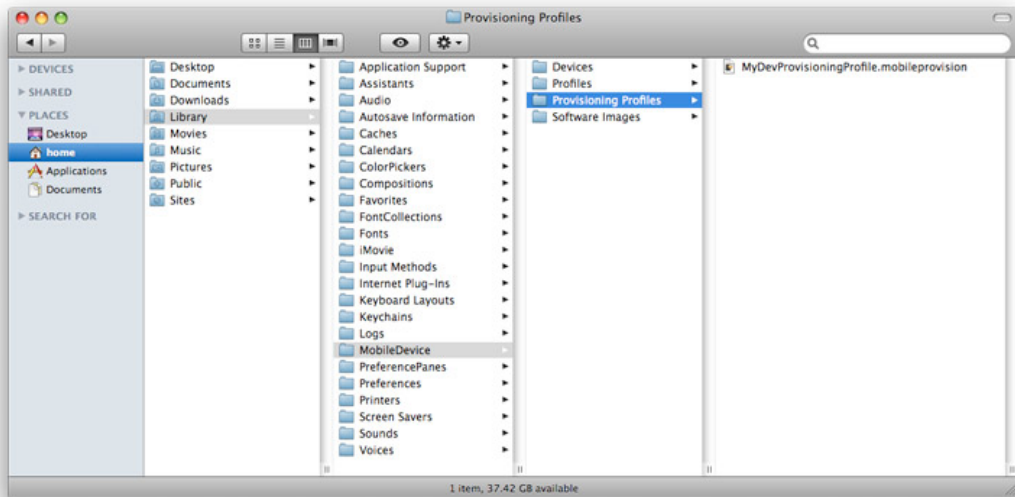 Provisioning Profiles
DEVICES
SHARED
PLACES
Desktop
home
Applications
Documents
SEARCH FOR
Desktop
Documents
Downloads
Library
Movies
Music
Pictures
Public
Sites
Application Support
Assistants
Audio
Autosave Information
Caches
Calendars
ColorPickers
Compositions
Favorites
FontCollections
Fonts
iMovie
Input Methods
Internet Plug-Ins
Keyboard Layouts
Keychains
Logs
MobileDevice
PreferencePanes
Preferences
Printers
Screen Savers
Sounds
Voices
Devices
Profiles
Provisioning Profiles
Software Images
MyDevProvisioningProfile.mobileprovision
1 item, 37.42 GB available